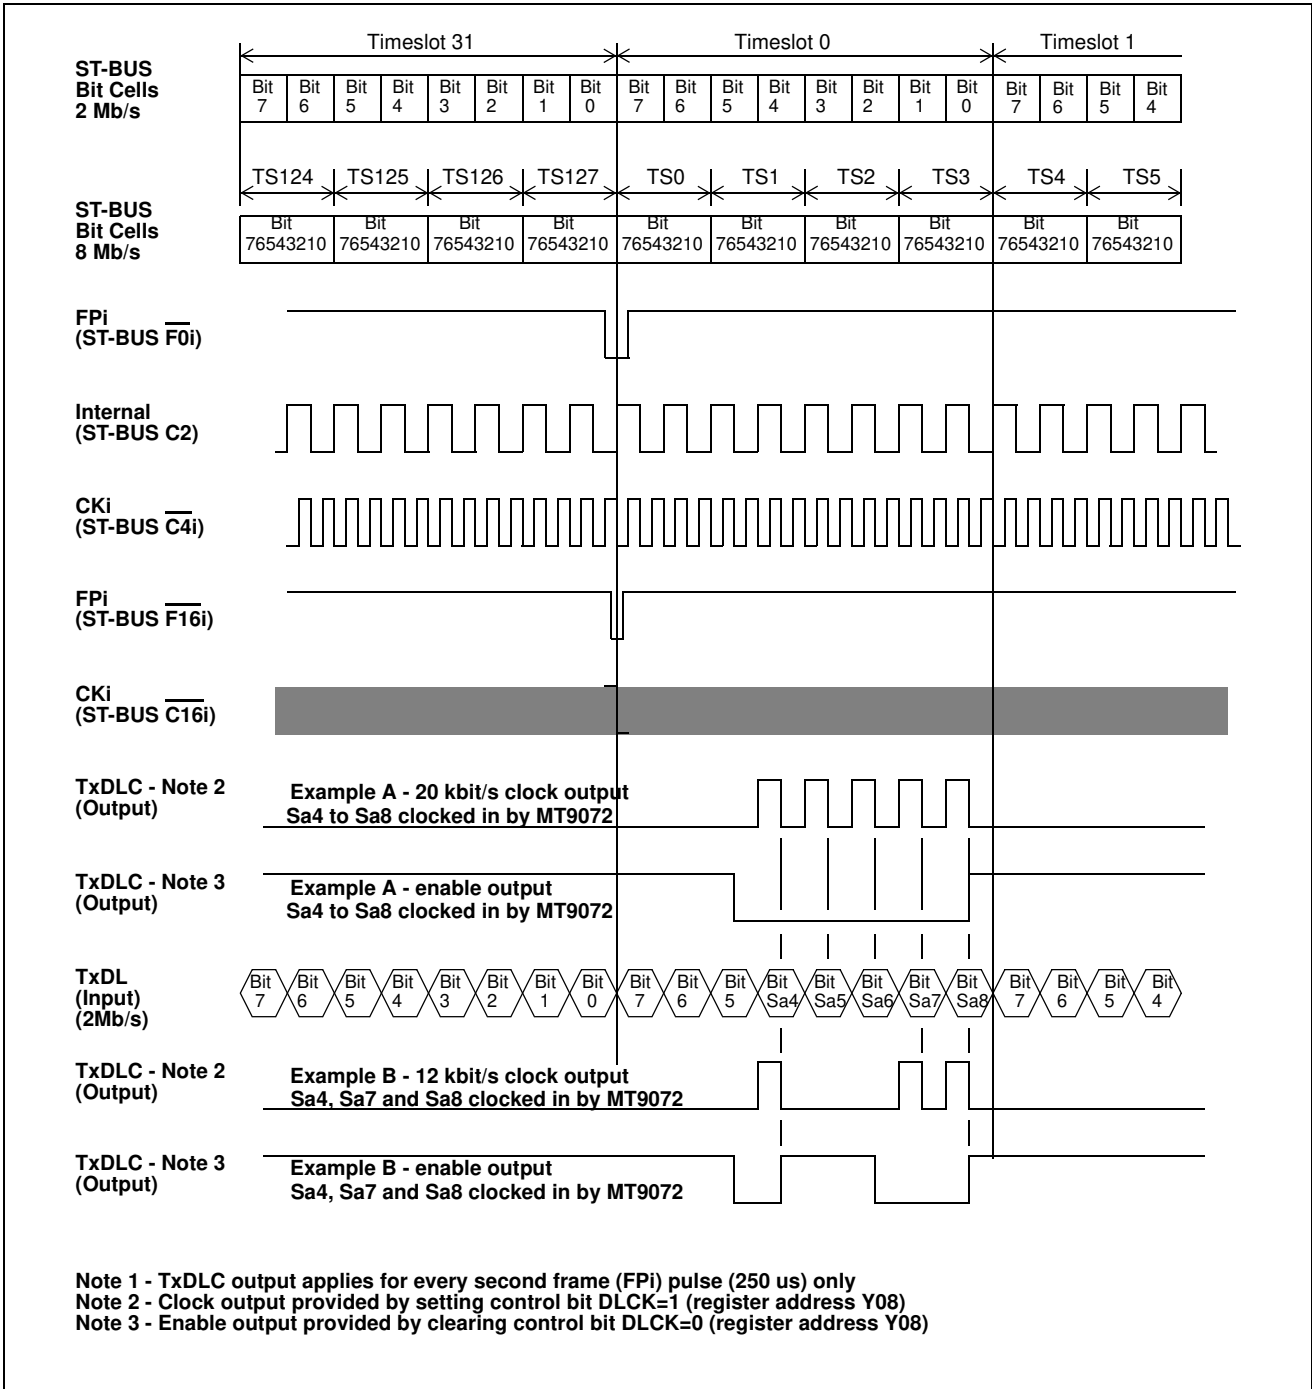 Timeslot 31 Timeslot 0 Timeslot 1
ST-BUS
Bit Cells
2 Mb/s
Bit Bit Bit Bit Bit Bit Bit Bit Bit Bit Bit Bit Bit Bit Bit Bit Bit Bit Bit Bit
7 6 5 4 3 2 1 0 7 6 5 4 3 2 1 0 7 6 5 4
TS124 TS125 TS126 TS127 TS0 TS1 TS2 TS3 TS4 TS5
ST-BUS
Bit Cells
8 Mb/s
Bit Bit Bit Bit Bit Bit Bit Bit Bit Bit
76543210 76543210 76543210 76543210 76543210 76543210 76543210 76543210 76543210 76543210
FPi
(ST-BUS F0i)
Internal
(ST-BUS C2)
CKi
(ST-BUS C4i)
FPi
(ST-BUS F16i)
CKi
(ST-BUS C16i)
TxDLC - Note 2
(Output)
Example A - 20 kbit/s clock output
Sa4 to Sa8 clocked in by MT9072
TxDLC - Note 3
(Output)
Example A - enable output
Sa4 to Sa8 clocked in by MT9072
TxDL
(Input)
(2Mb/s)
Bit Bit Bit Bit Bit Bit Bit Bit Bit Bit Bit Bit Bit Bit Bit Bit Bit Bit Bit Bit
7 6 5 4 3 2 1 0 7 6 5 Sa4 Sa5 Sa6 Sa7 Sa8 7 6 5 4
TxDLC - Note 2
(Output)
Example B - 12 kbit/s clock output
Sa4, Sa7 and Sa8 clocked in by MT9072
TxDLC - Note 3
(Output)
Example B - enable output
Sa4, Sa7 and Sa8 clocked in by MT9072
Note 1 - TxDLC output applies for every second frame (FPi) pulse (250 us) only
Note 2 - Clock output provided by setting control bit DLCK=1 (register address Y08)
Note 3 - Enable output provided by clearing control bit DLCK=0 (register address Y08)